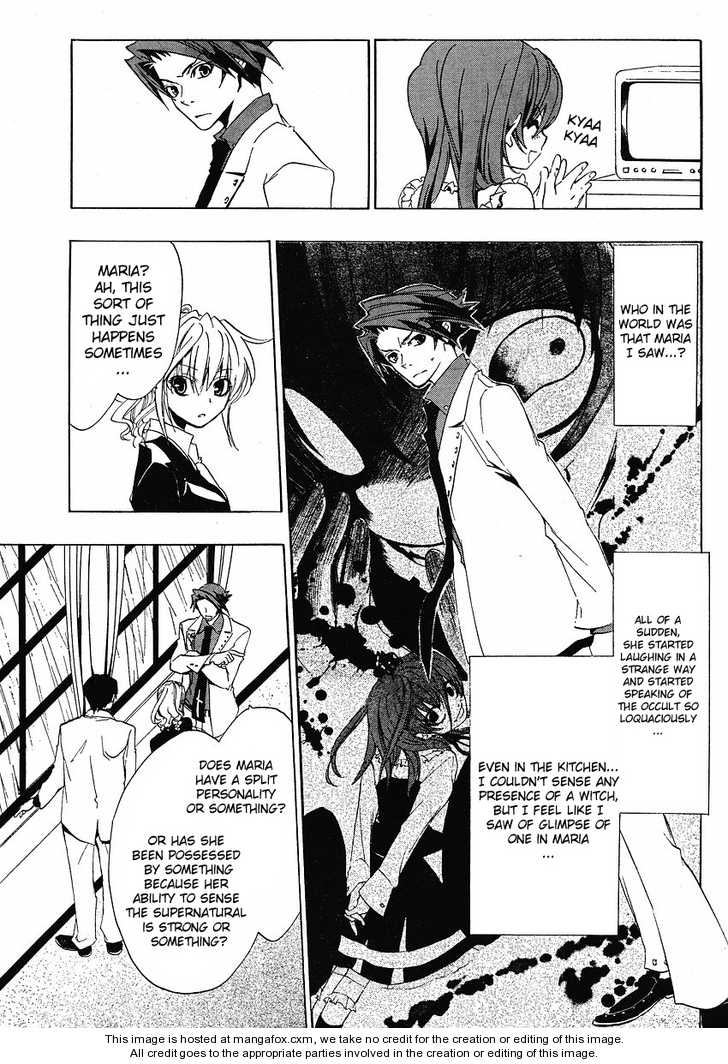 KYAA
KYAA
WHO IN THE
WORLD WAS
THAT MARIA
I SAW...?
ALL OF A
SUDDEN,
SHE STARTED
LAUGHING IN A
STRANGE WAY
AND STARTED
SPEAKING OF
THE OCCULT SO
LOQUACIOUSLY
...
EVEN IN THE KITCHEN...
I COULDN'T SENSE ANY
PRESENCE OF A WITCH,
BUT I FEEL LIKE I
SAW OF GLIMPSE OF
ONE IN MARIA
...
MARIA?
AH, THIS
SORT OF
THING JUST
HAPPENS
SOMETIMES
...
DOES MARIA
HAVE A SPLIT
PERSONALITY
OR SOMETHING?
OR HAS SHE
BEEN POSSESSED
BY SOMETHING
BECAUSE HER
ABILITY TO SENSE
THE SUPERNATURAL
IS STRONG OR
SOMETHING?
This image is hosted at mangafox.cxm, we take no credit for the creation or editing of this image.
All credit goes to the appropriate parties involved in the creation or editing of this image.